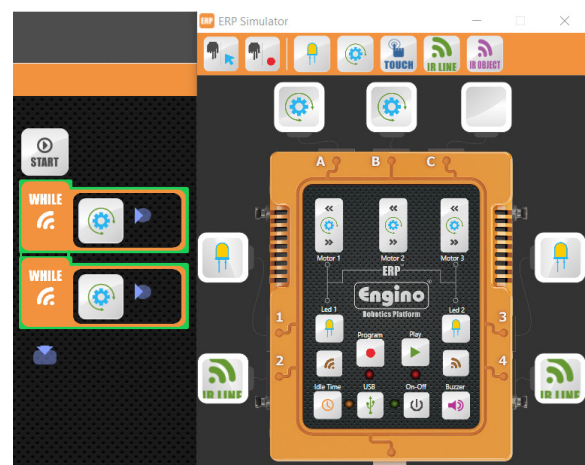 ERP ERP Simulator
TOUCH
IR LINE
IR OBJECT
START
WHILE
WHILE
A B C
Motor 1 Motor 2 Motor 3
ERP
Engino®
Robotics Platform
Led 1 Led 2
Program Play
1 3
2 4
IR LINE IR LINE
Idle Time USB On-Off Buzzer